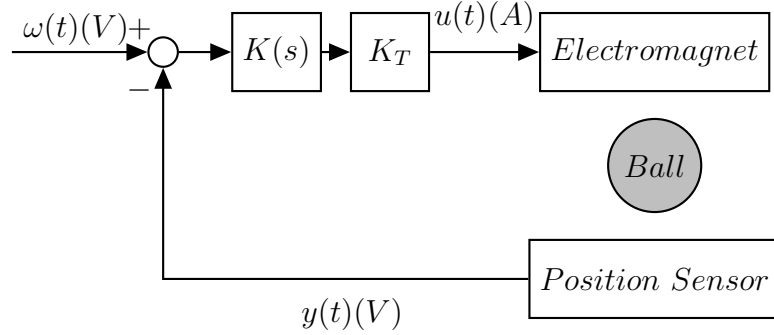 ω(t)(V)
+
−
K(s)
K_T
u(t)(A)
Electromagnet
Ball
Position Sensor
y(t)(V)